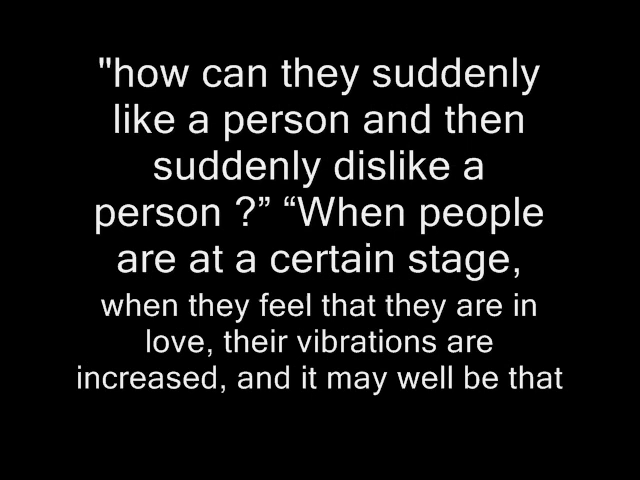 "how can they suddenly
like a person and then
suddenly dislike a
person ?” “When people
are at a certain stage,
when they feel that they are in
love, their vibrations are
increased, and it may well be that